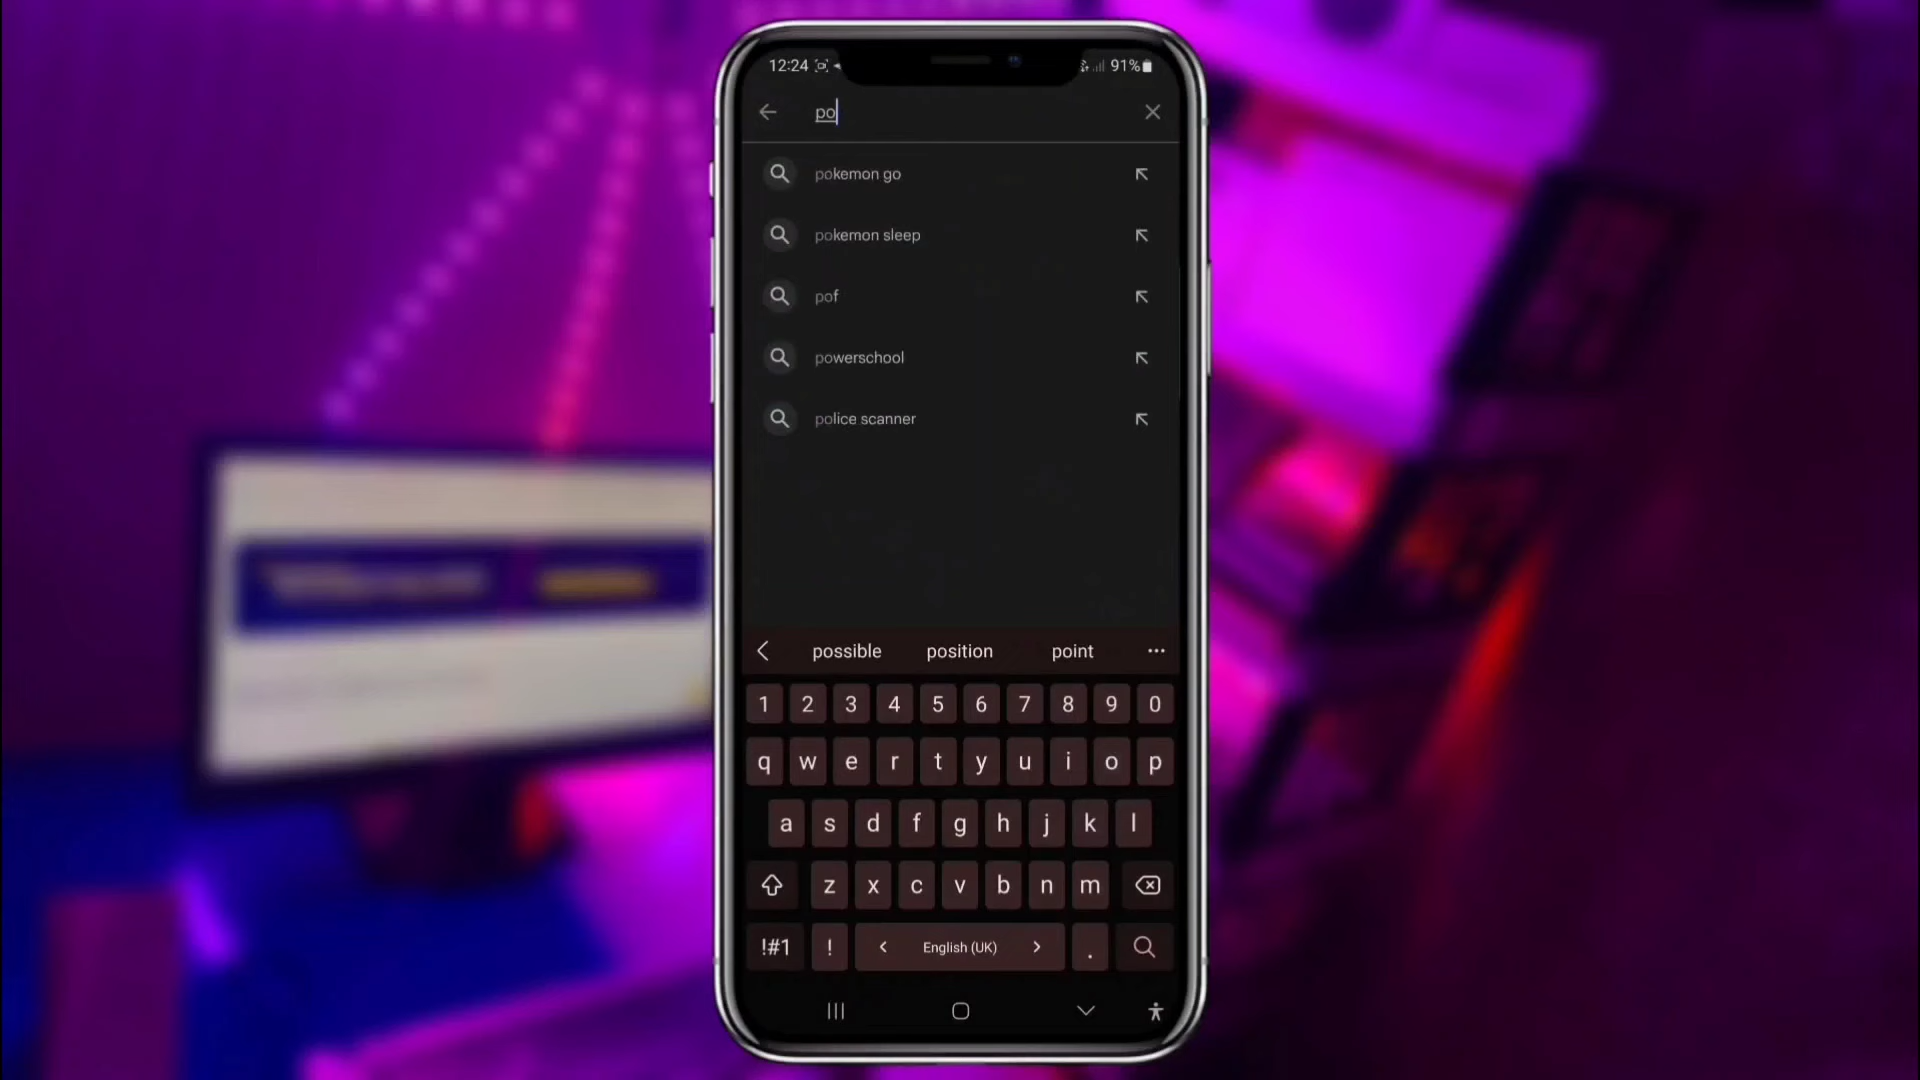 12:24 91%
po
pokemon go
pokemon sleep
pof
powerschool
police scanner
possible position point ...
1 2 3 4 5 6 7 8 9 0
q w e r t y u i o p
a s d f g h j k l
z x c v b n m
!#1 ! < English (UK) > .